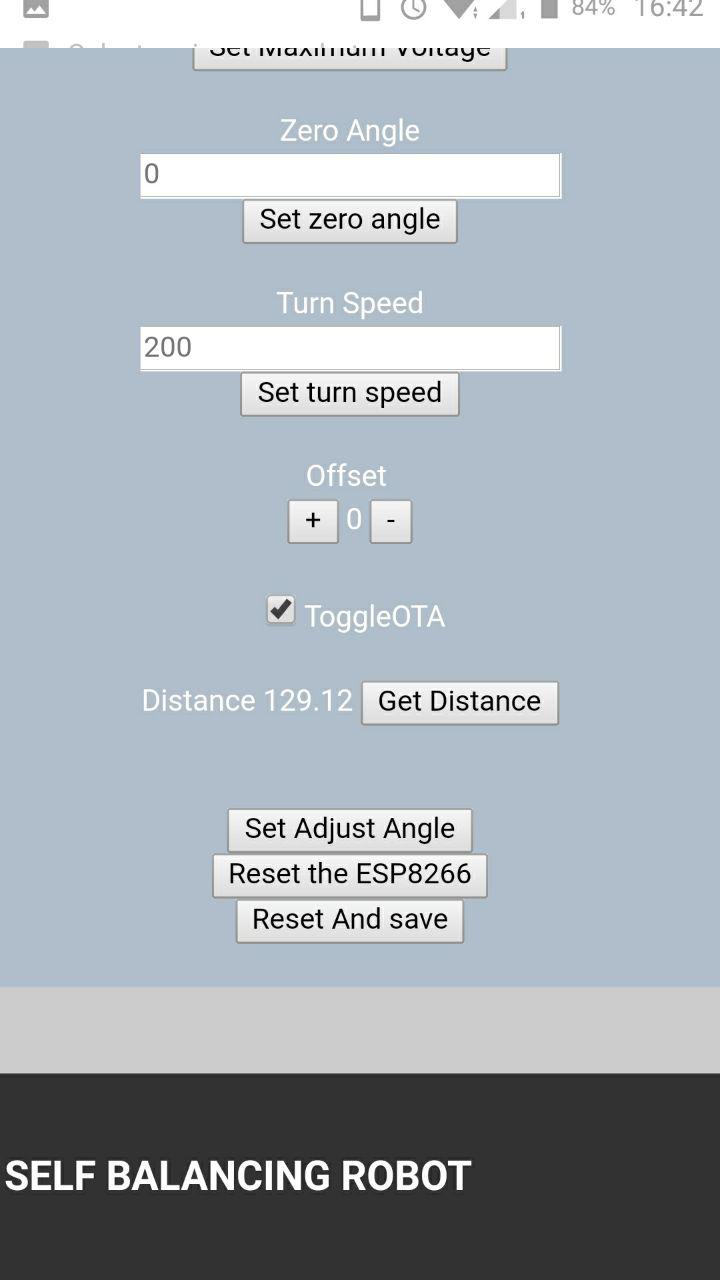 84% 16:42
Set Maximum Voltage
Zero Angle
0
Set zero angle
Turn Speed
200
Set turn speed
Offset
+ 0 -
ToggleOTA
Distance 129.12 Get Distance
Set Adjust Angle
Reset the ESP8266
Reset And save
SELF BALANCING ROBOT